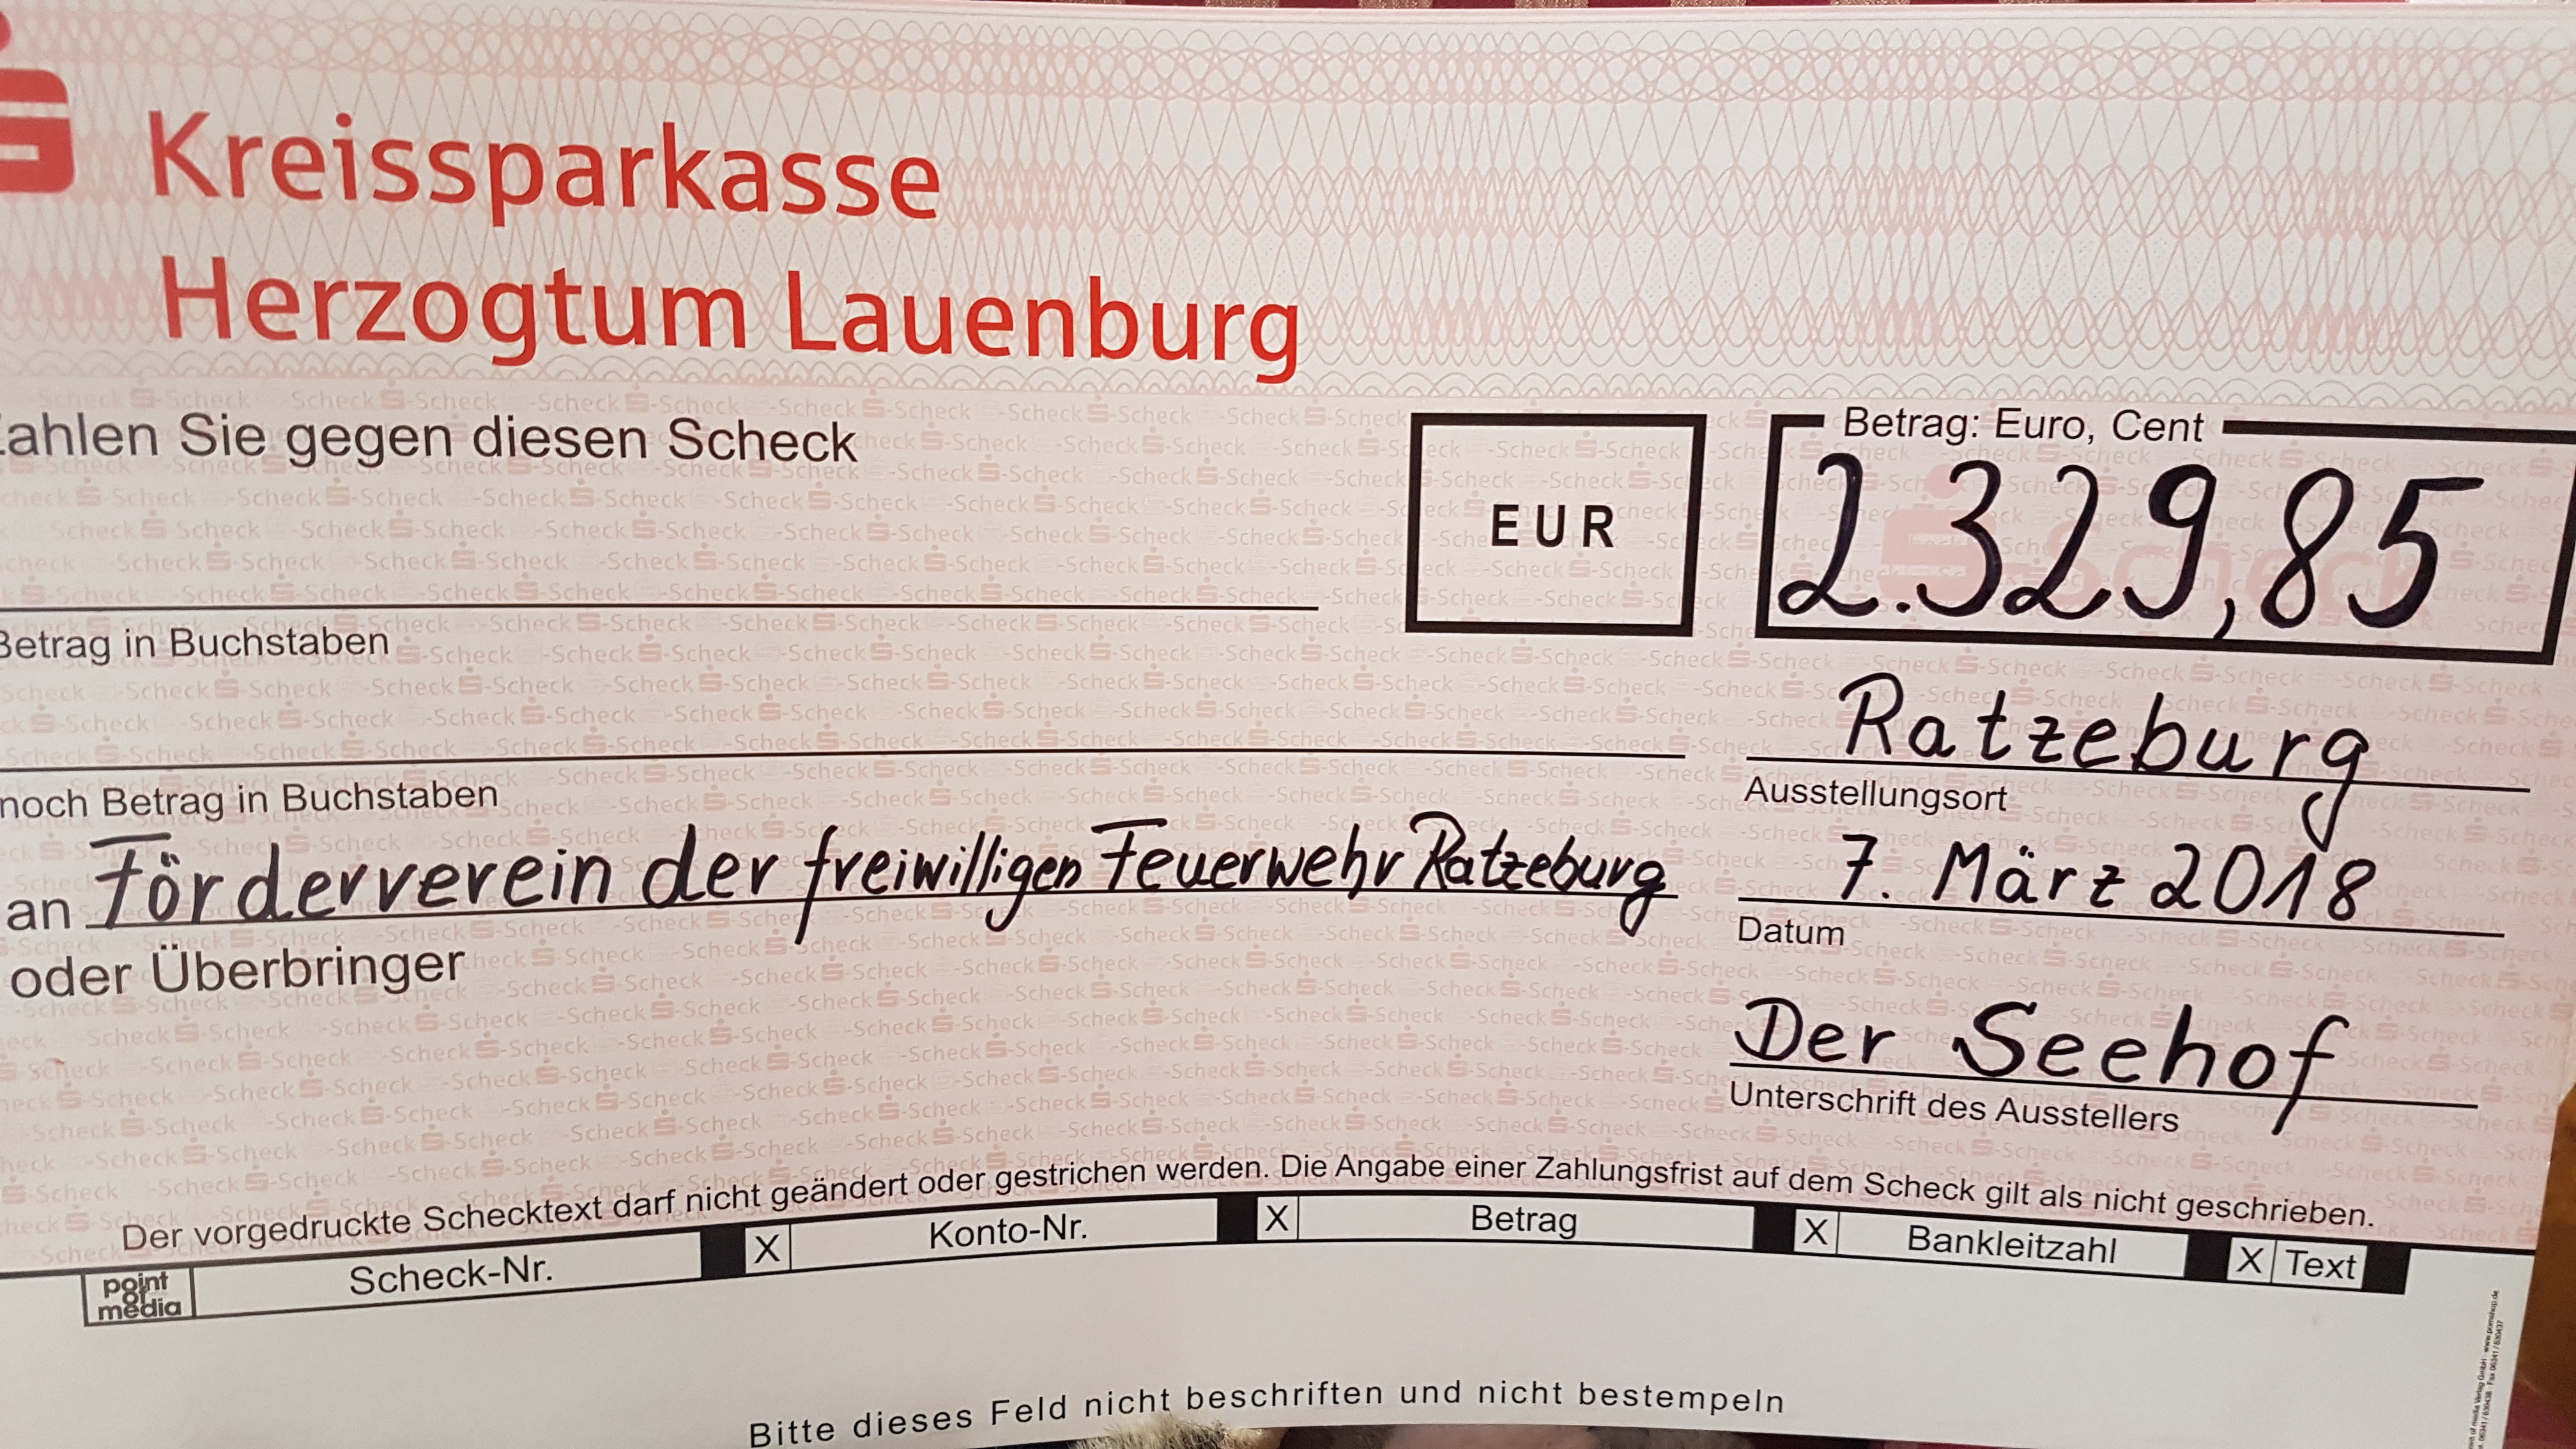 Kreissparkasse
Herzogtum Lauenburg
Zahlen Sie gegen diesen Scheck
EUR
Betrag: Euro, Cent
2.329,85
Betrag in Buchstaben
Ratzeburg
Ausstellungsort
noch Betrag in Buchstaben
an Förderverein der freiwilligen Feuerwehr Ratzeburg
7. März 2018
Datum
oder Überbringer
Der Seehof
Unterschrift des Ausstellers
Der vorgedruckte Schecktext darf nicht geändert oder gestrichen werden. Die Angabe einer Zahlungsfrist auf dem Scheck gilt als nicht geschrieben.
point of media
Scheck-Nr. X Konto-Nr. X Betrag X Bankleitzahl X Text
Bitte dieses Feld nicht beschriften und nicht bestempeln